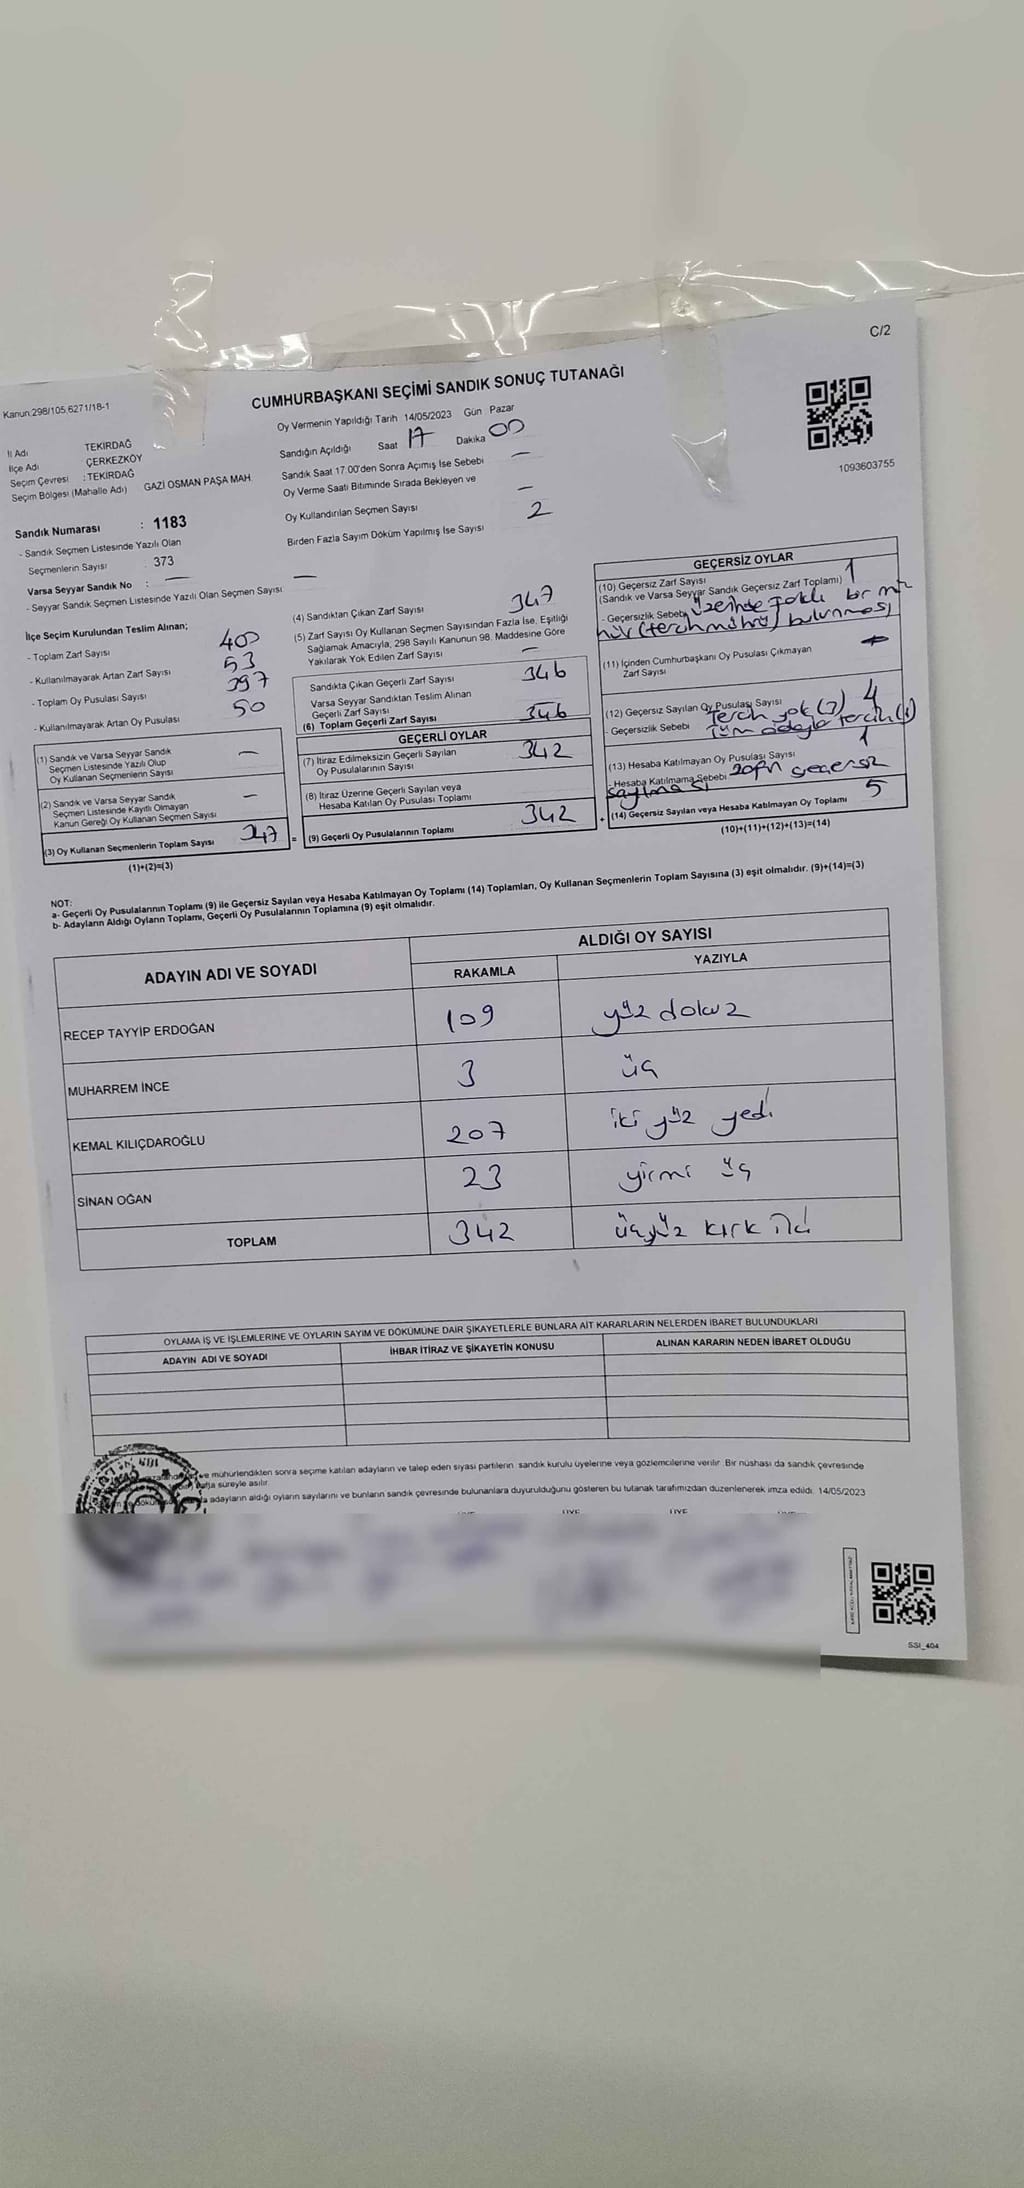 C/2
Kanun:298/105.6271/18-1
CUMHURBAŞKANI SEÇİMİ SANDIK SONUÇ TUTANAĞI
1093603755
İl Adı TEKİRDAĞ
İlçe Adı ÇERKEZKÖY
Seçim Çevresi : TEKİRDAĞ
Seçim Bölgesi (Mahalle Adı) GAZİ OSMAN PAŞA MAH.
Oy Vermenin Yapıldığı Tarih 14/05/2023 Gün Pazar
Sandığın Açıldığı Saat 17 Dakika 00
Sandık Saat 17:00'den Sonra Açımış İse Sebebi —
Oy Verme Saati Bitiminde Sırada Bekleyen ve
Oy Kullandırılan Seçmen Sayısı —
Birden Fazla Sayım Döküm Yapılmış İse Sayısı 2
Sandık Numarası : 1183
- Sandık Seçmen Listesinde Yazılı Olan
Seçmenlerin Sayısı : 373
Varsa Seyyar Sandık No : —
- Seyyar Sandık Seçmen Listesinde Yazılı Olan Seçmen Sayısı —
İlçe Seçim Kurulundan Teslim Alınan;
- Toplam Zarf Sayısı 400
- Kullanılmayarak Artan Zarf Sayısı 53
- Toplam Oy Pusulası Sayısı 397
- Kullanılmayarak Artan Oy Pusulası 50
(1) Sandık ve Varsa Seyyar Sandık
Seçmen Listesinde Yazılı Olup
Oy Kullanan Seçmenlerin Sayısı —
(2) Sandık ve Varsa Seyyar Sandık
Seçmen Listesinde Kayıtlı Olmayan
Kanun Gereği Oy Kullanan Seçmen Sayısı —
(3) Oy Kullanan Seçmenlerin Toplam Sayısı 347
(1)+(2)=(3)
(4) Sandıktan Çıkan Zarf Sayısı 347
(5) Zarf Sayısı Oy Kullanan Seçmen Sayısından Fazla İse, Eşitliği
Sağlamak Amacıyla, 298 Sayılı Kanunun 98. Maddesine Göre
Yakılarak Yok Edilen Zarf Sayısı —
Sandıkta Çıkan Geçerli Zarf Sayısı 346
Varsa Seyyar Sandıktan Teslim Alınan
Geçerli Zarf Sayısı —
(6) Toplam Geçerli Zarf Sayısı 346
GEÇERLİ OYLAR
(7) İtiraz Edilmeksizin Geçerli Sayılan
Oy Pusulalarının Sayısı 342
(8) İtiraz Üzerine Geçerli Sayılan veya
Hesaba Katılan Oy Pusulası Toplamı —
= (9) Geçerli Oy Pusulalarının Toplamı 342
GEÇERSİZ OYLAR
(10) Geçersiz Zarf Sayısı 1
(Sandık ve Varsa Seyyar Sandık Geçersiz Zarf Toplamı)
- Geçersizlik Sebebi üzerinde farklı bir mü
hür (tercih mührü) bulunması
(11) İçinden Cumhurbaşkanı Oy Pusulası Çıkmayan
Zarf Sayısı
(12) Geçersiz Sayılan Oy Pusulası Sayısı 4
- Geçersizlik Sebebi Tercih yok
Tüm adaylar tercih (1)
(13) Hesaba Katılmayan Oy Pusulası Sayısı 1
- Hesaba Katılmama Sebebi zarfın geçersiz
sayılması
+ (14) Geçersiz Sayılan veya Hesaba Katılmayan Oy Toplamı 5
(10)+(11)+(12)+(13)=(14)
NOT:
a- Geçerli Oy Pusulalarının Toplamı (9) ile Geçersiz Sayılan veya Hesaba Katılmayan Oy Toplamı (14) Toplamları, Oy Kullanan Seçmenlerin Toplam Sayısına (3) eşit olmalıdır. (9)+(14)=(3)
b- Adayların Aldığı Oyların Toplamı, Geçerli Oy Pusulalarının Toplamına (9) eşit olmalıdır.
ADAYIN ADI VE SOYADI ALDIĞI OY SAYISI
RAKAMLA YAZIYLA
RECEP TAYYİP ERDOĞAN 109 yüz dokuz
MUHARREM İNCE 3 üç
KEMAL KILIÇDAROĞLU 207 iki yüz yedi
SİNAN OĞAN 23 yirmi üç
TOPLAM 342 üçyüz kırk iki
OYLAMA İŞ VE İŞLEMLERİNE VE OYLARIN SAYIM VE DÖKÜMÜNE DAİR ŞİKAYETLERLE BUNLARA AİT KARARLARIN NELERDEN İBARET BULUNDUKLARI
ADAYIN ADI VE SOYADI İHBAR İTİRAZ VE ŞİKAYETİN KONUSU ALINAN KARARIN NEDEN İBARET OLDUĞU
ve mühürlendikten sonra seçime katılan adayların ve talep eden siyasi partilerin sandık kurulu üyelerine veya gözlemcilerine verilir. Bir nüshası da sandık çevresinde
hafta süreyle asılır.
adayların aldığı oyların sayılarını ve bunların sandık çevresinde bulunanlara duyurulduğunu gösteren bu tutanak tarafımızdan düzenlenerek imza edildi. 14/05/2023
ÜYE ÜYE
SSI_404